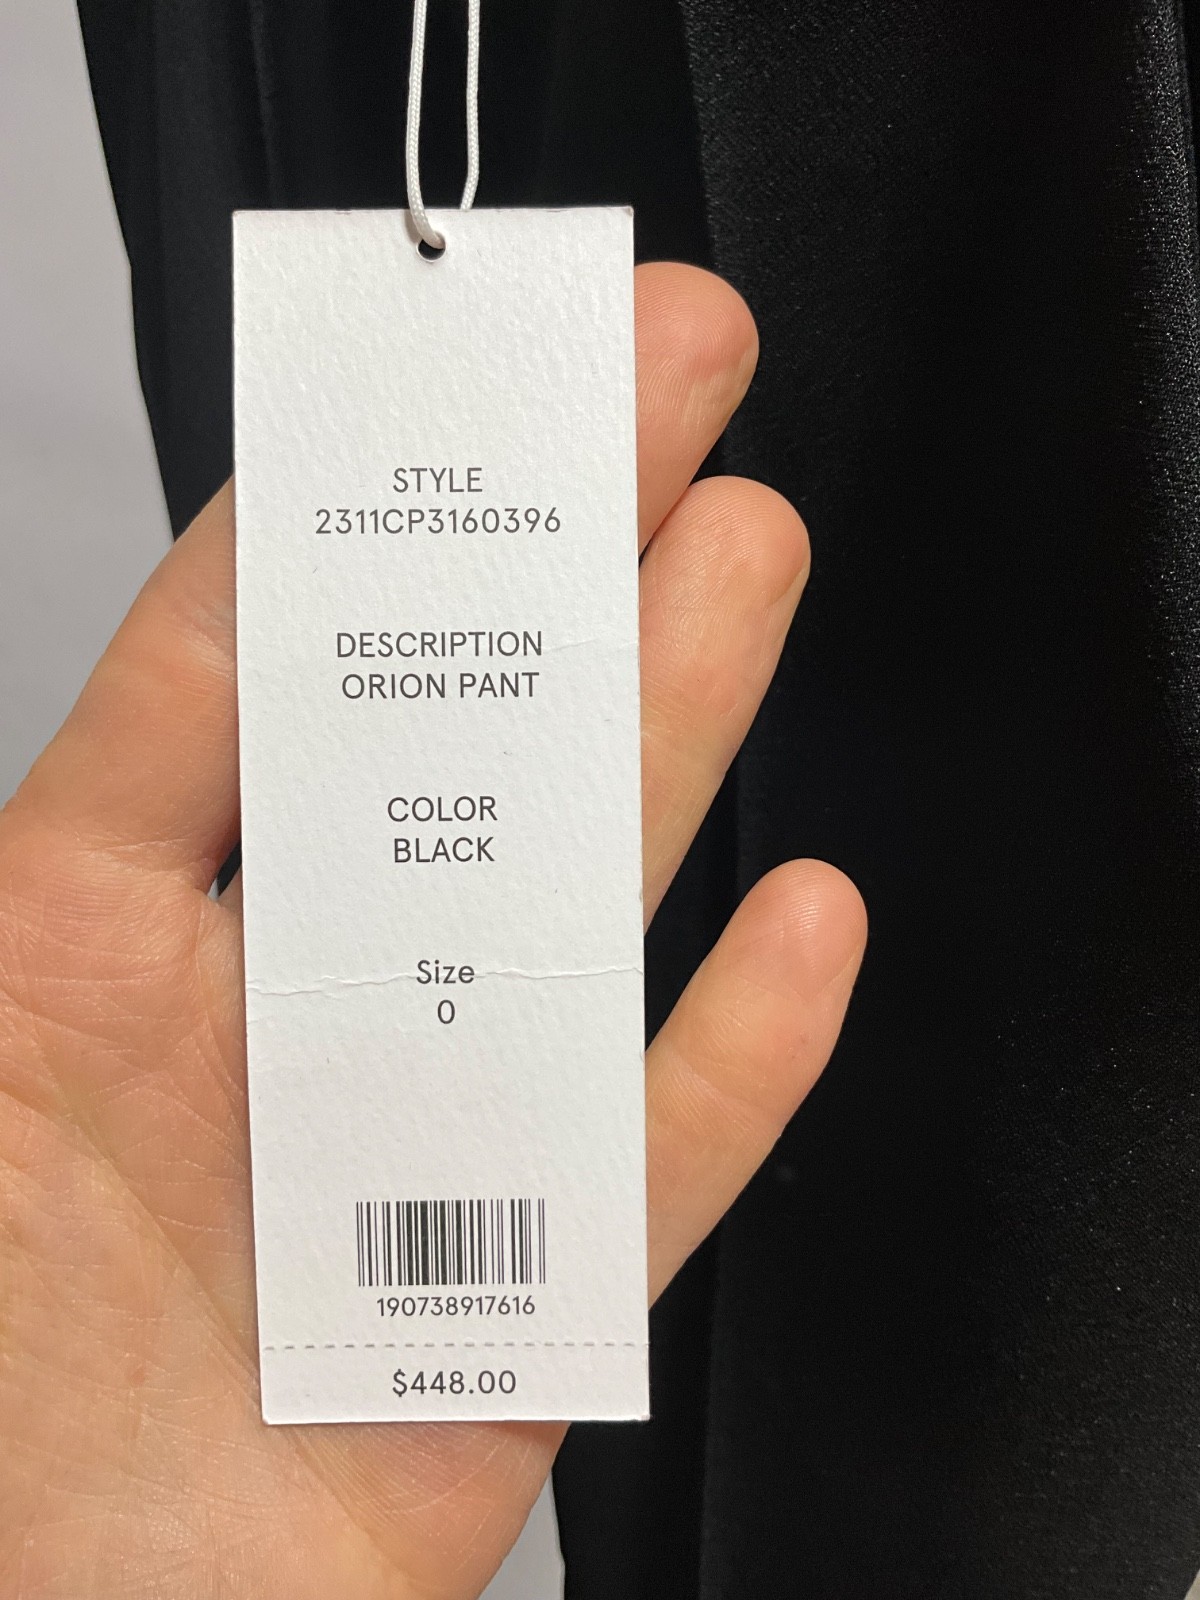 STYLE
2311CP3160396
DESCRIPTION
ORION PANT
COLOR
BLACK
Size
0
190738917616
$448.00